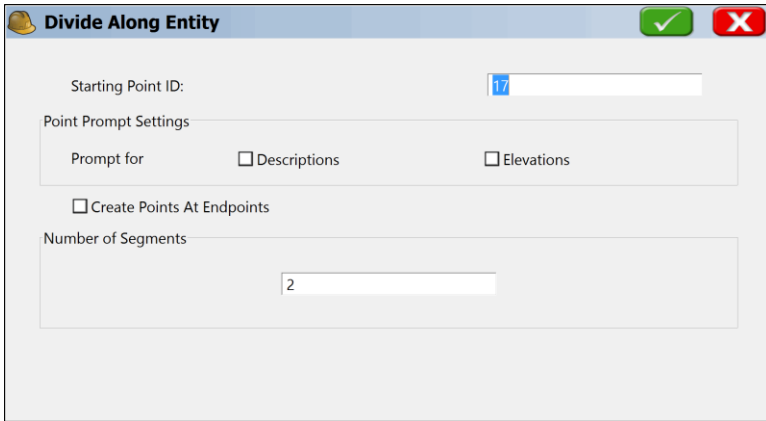 Divide Along Entity
Starting Point ID: 17
Point Prompt Settings
Prompt for Descriptions Elevations
Create Points At Endpoints
Number of Segments
2